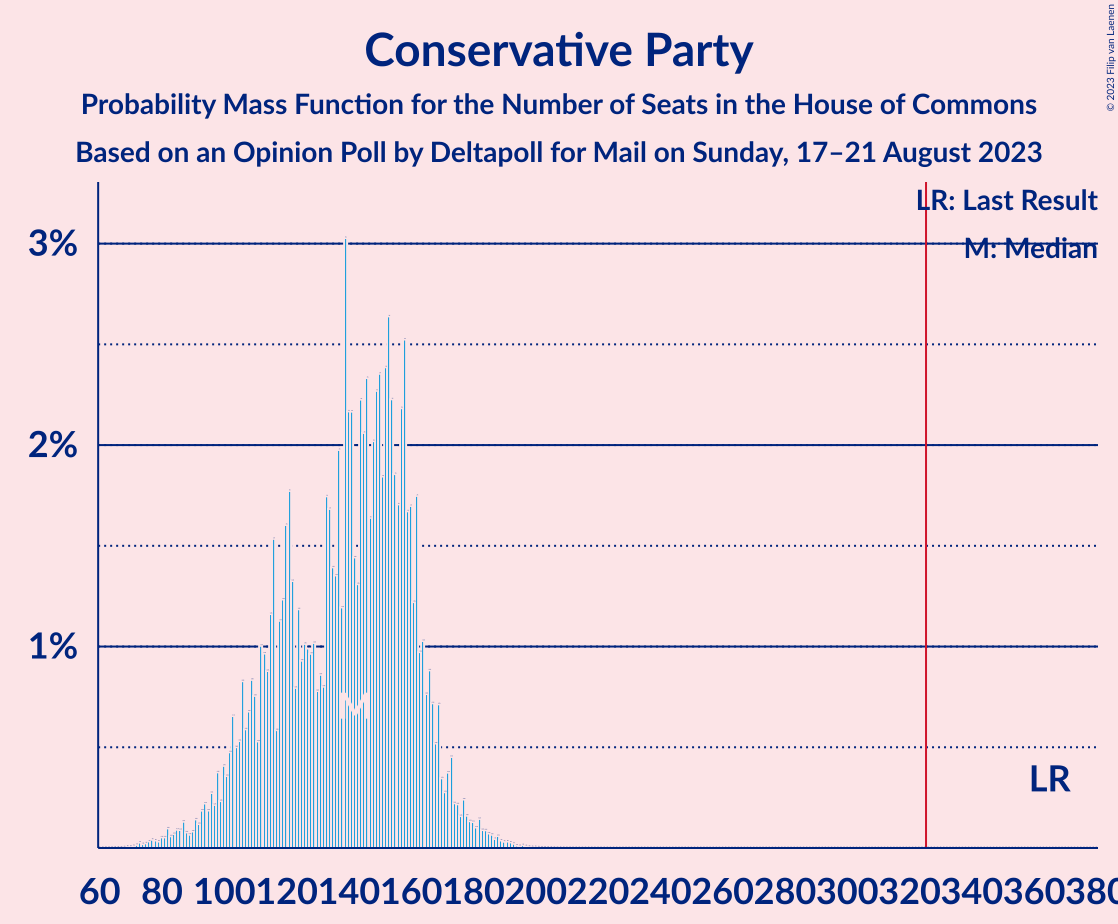 Conservative Party
Probability Mass Function for the Number of Seats in the House of Commons
Based on an Opinion Poll by Deltapoll for Mail on Sunday, 17–21 August 2023
© 2023 Filip van Laenen
LR: Last Result
M: Median
3%
2%
1%
M
LR
60 80 100 120 140 160 180 200 220 240 260 280 300 320 340 360 380